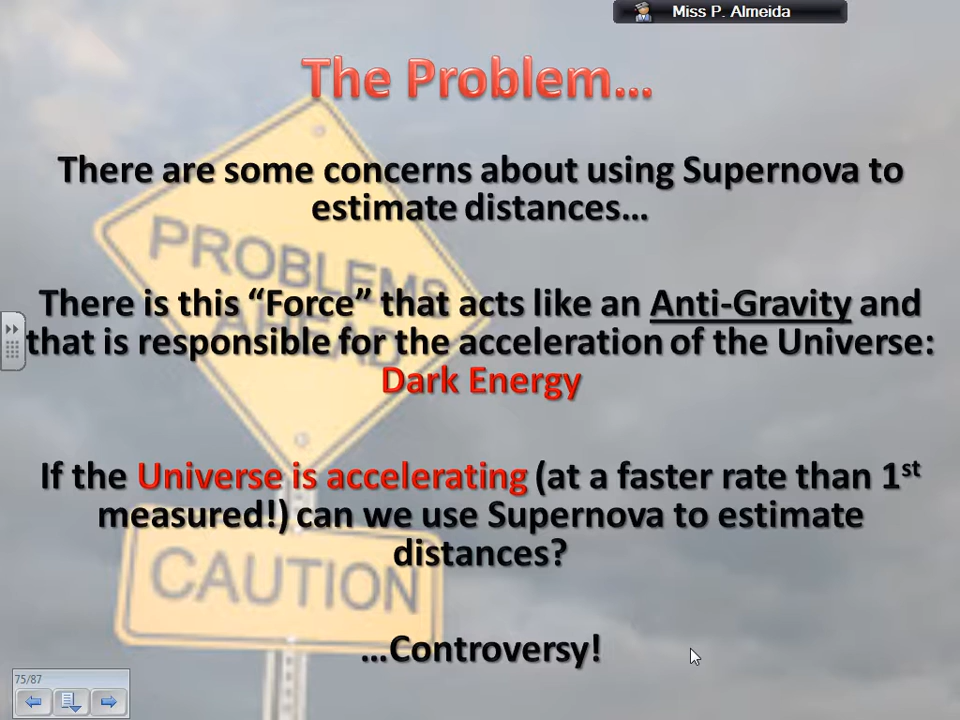 Miss P. Almeida
The Problem...
There are some concerns about using Supernova to
estimate distances...
There is this “Force” that acts like an Anti-Gravity and
that is responsible for the acceleration of the Universe:
Dark Energy
If the Universe is accelerating (at a faster rate than 1st
measured!) can we use Supernova to estimate
distances?
...Controversy!
PROBLEMS
AHEAD
CAUTION
75/87